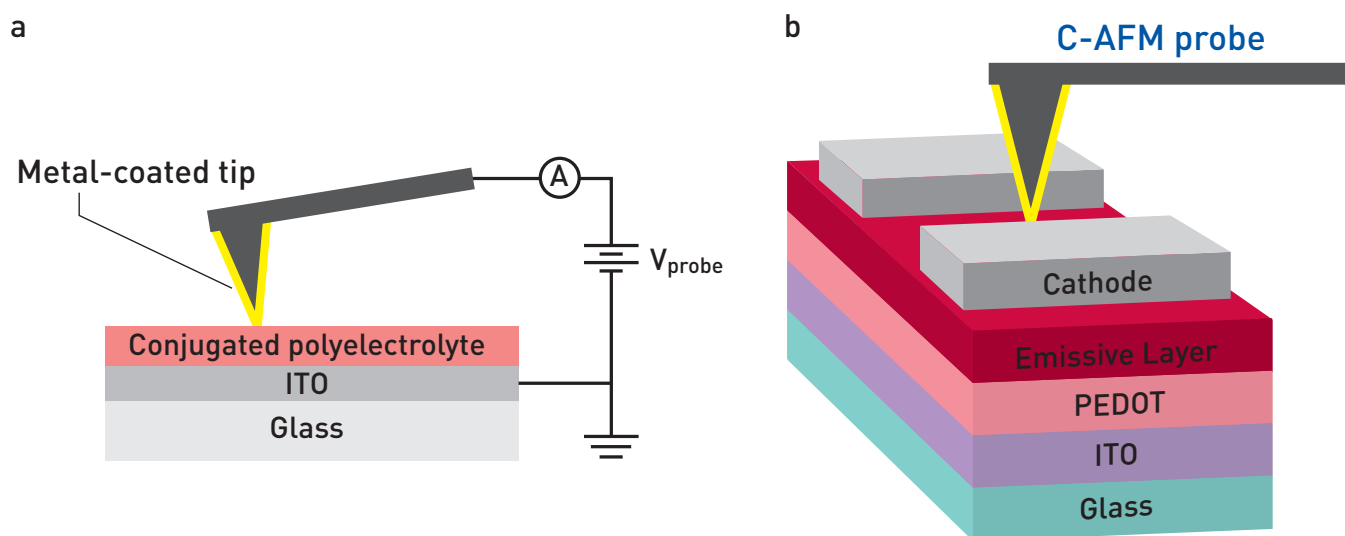 a
Metal-coated tip
A
Vprobe
Conjugated polyelectrolyte
ITO
Glass
b
C-AFM probe
Cathode
Emissive Layer
PEDOT
ITO
Glass